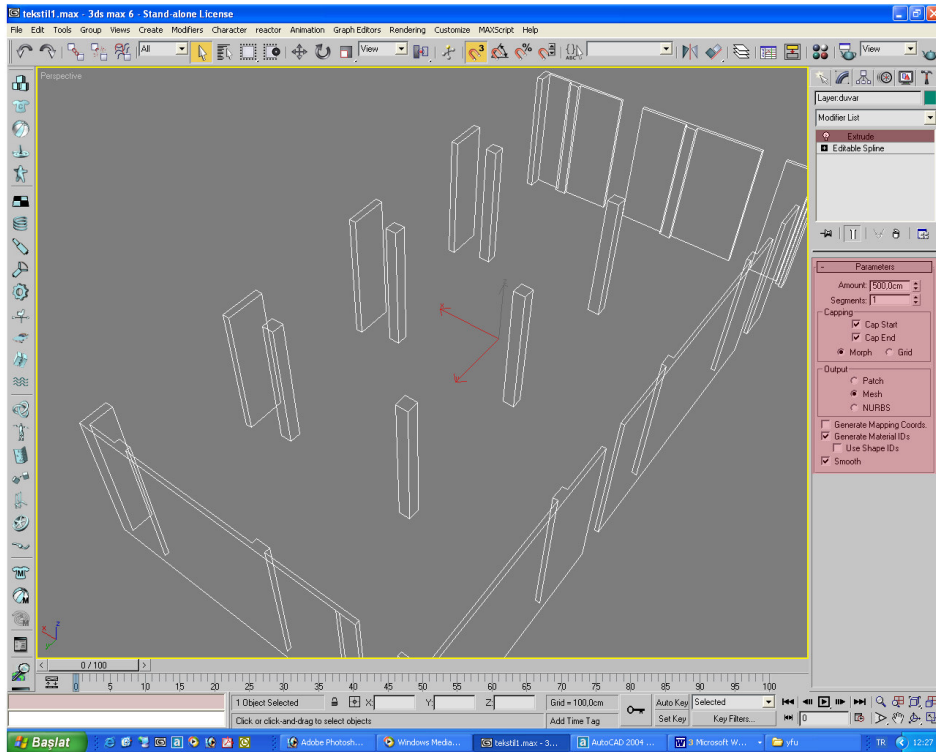 tekstil1.max - 3ds max 6 - Stand-alone License
File Edit Tools Group Views Create Modifiers Character reactor Animation Graph Editors Rendering Customize MAXScript Help
All View View
Perspective
Layer:duvar
Modifier List
Extrude
Editable Spline
Parameters
Amount: 500,0cm
Segments: 1
Capping
Cap Start
Cap End
Morph Grid
Output
Patch
Mesh
NURBS
Generate Mapping Coords.
Generate Material IDs
Use Shape IDs
Smooth
x z y
0 / 100
0 5 10 15 20 25 30 35 40 45 50 55 60 65 70 75 80 85 90 95 100
1 Object Selected X: Y: Z: Grid = 100,0cm Auto Key Selected
Click or click-and-drag to select objects Add Time Tag Set Key Key Filters... 0
Başlat Adobe Photosh... Windows Media... tekstil1.max - 3... AutoCAD 2004 ... 3 Microsoft W... yfu TR 12:27